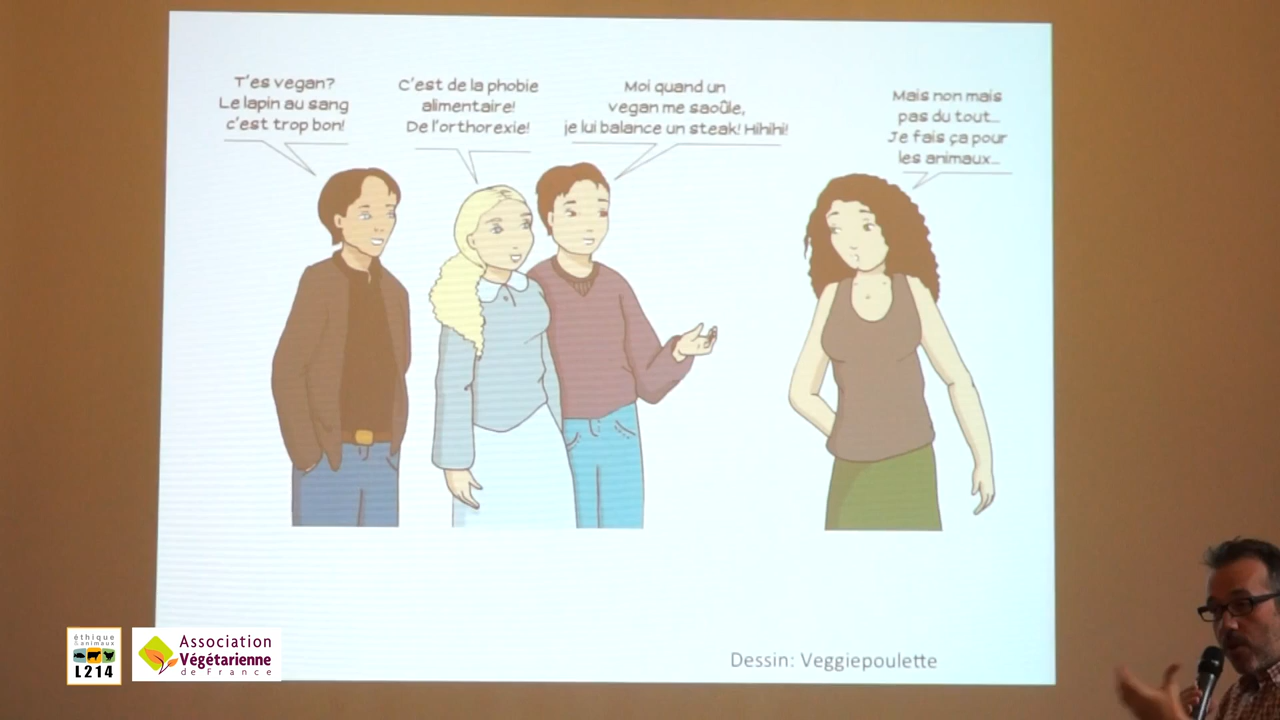 T'es vegan?
Le lapin au sang
c'est trop bon!
C'est de la phobie
alimentaire!
De l'orthorexie!
Moi quand un
vegan me saoûle,
je lui balance un steak! Hihihi!
Mais non mais
pas du tout...
Je fais ça pour
les animaux...
Dessin: Veggiepoulette
éthique
& animaux
L214
Association
Végétarienne
de France